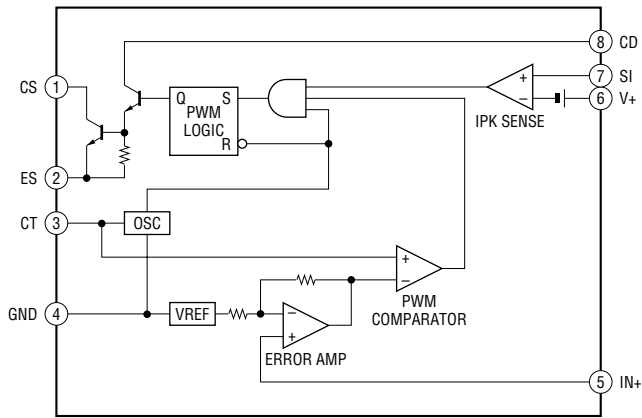 8 CD
CS 1
7 SI
+
−
6 V+
Q S
PWM
LOGIC
R
IPK SENSE
ES 2
CT 3
OSC
+
−
PWM
COMPARATOR
GND 4
VREF
−
+
ERROR AMP
5 IN+